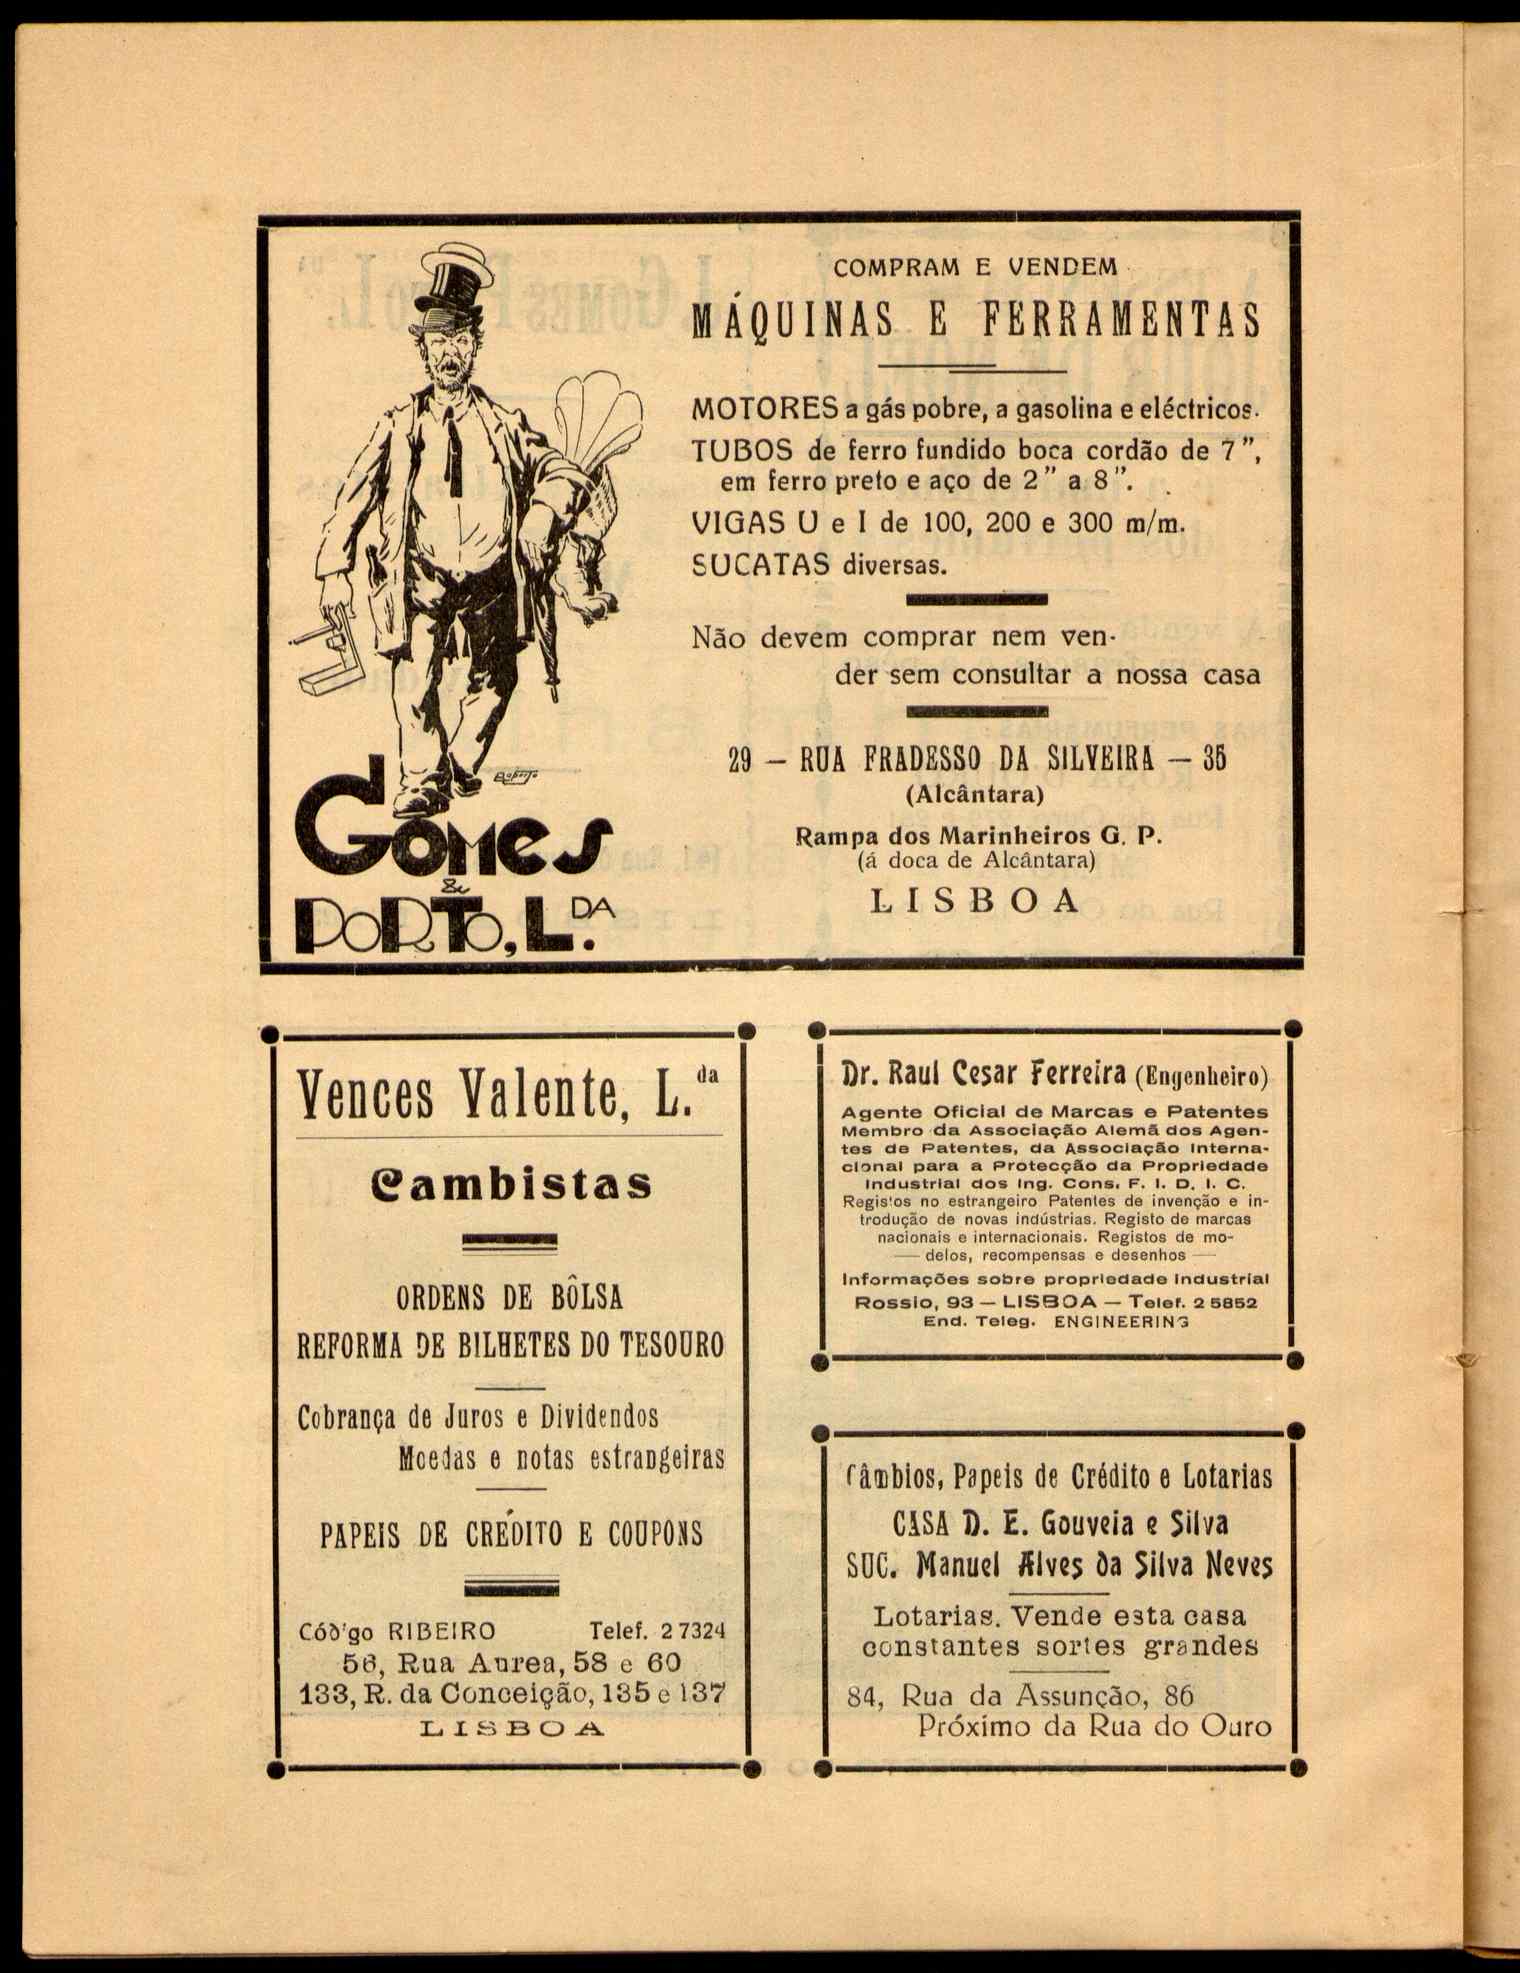 Gomes
&
PORTO, L.DA
COMPRAM E VENDEM
MÁQUINAS E FERRAMENTAS
MOTORES a gás pobre, a gasolina e eléctricos.
TUBOS de ferro fundido boca cordão de 7",
em ferro preto e aço de 2" a 8".
VIGAS U e I de 100, 200 e 300 m/m.
SUCATAS diversas.
Não devem comprar nem ven-
der sem consultar a nossa casa
29 — RUA FRADESSO DA SILVEIRA — 35
(Alcântara)
Rampa dos Marinheiros G. P.
(á doca de Alcântara)
LISBOA
Vences Valente, L.da
Cambistas
ORDENS DE BÔLSA
REFORMA DE BILHETES DO TESOURO
Cobrança de Juros e Dividendos
Moedas e notas estrangeiras
PAPEIS DE CRÉDITO E COUPONS
Cód'go RIBEIRO Telef. 2 7324
56, Rua Aurea, 58 e 60
133, R. da Conceição, 135 e 137
LISBOA
Dr. Raul Cesar Ferreira (Engenheiro)
Agente Oficial de Marcas e Patentes
Membro da Associação Alemã dos Agen-
tes de Patentes, da Associação Interna-
cional para a Protecção da Propriedade
Industrial dos Ing. Cons. F. I. D. I. C.
Registos no estrangeiro Patentes de invenção e in-
trodução de novas indústrias. Registo de marcas
nacionais e internacionais. Registos de mo-
— delos, recompensas e desenhos —
Informações sobre propriedade Industrial
Rossio, 93 — LISBOA — Telef. 2 5852
End. Teleg. ENGINEERING
Câmbios, Papeis de Crédito e Lotarias
CASA D. E. Gouveia e Silva
SUC. Manuel Alves da Silva Neves
Lotarias. Vende esta casa
constantes sortes grandes
84, Rua da Assunção, 86
Próximo da Rua do Ouro